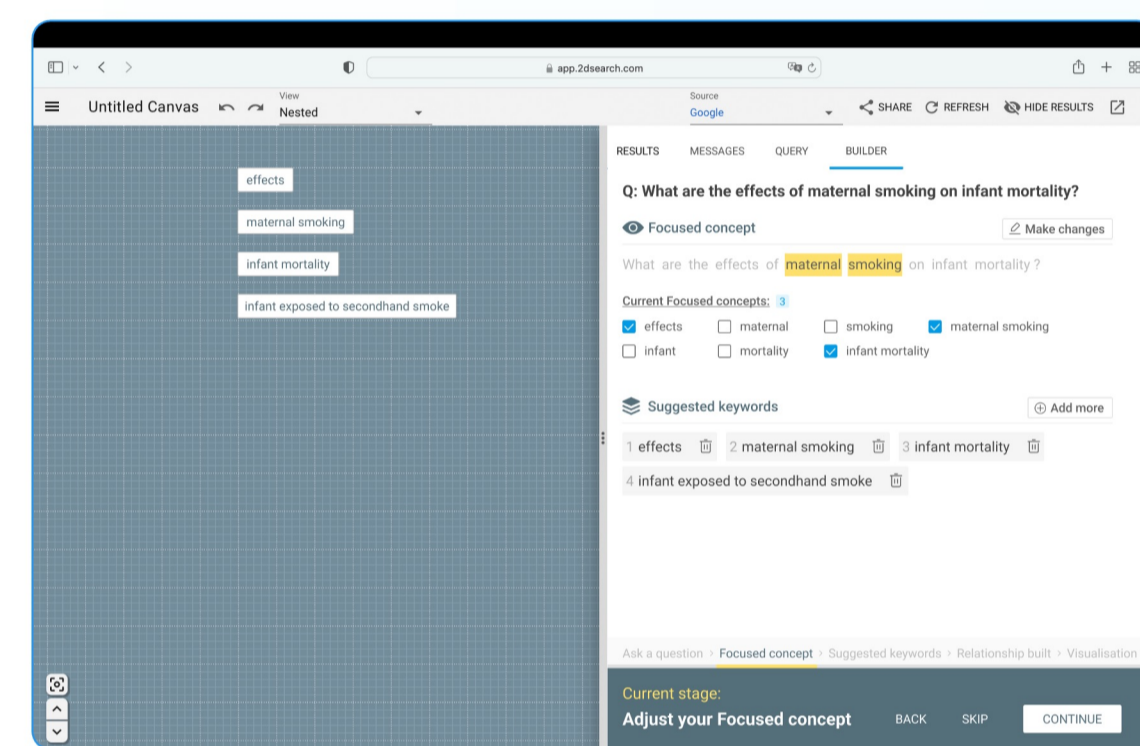 app.2dsearch.com
Untitled Canvas
View
Nested
Source
Google
SHARE
REFRESH
HIDE RESULTS
effects
maternal smoking
infant mortality
infant exposed to secondhand smoke
RESULTS MESSAGES QUERY BUILDER
Q: What are the effects of maternal smoking on infant mortality?
Focused concept
Make changes
What are the effects of maternal smoking on infant mortality ?
Current Focused concepts: 3
effects maternal smoking maternal smoking
infant mortality infant mortality
Suggested keywords
Add more
1 effects 2 maternal smoking 3 infant mortality
4 infant exposed to secondhand smoke
Ask a question > Focused concept > Suggested keywords > Relationship built > Visualisation
Current stage:
Adjust your Focused concept
BACK SKIP CONTINUE